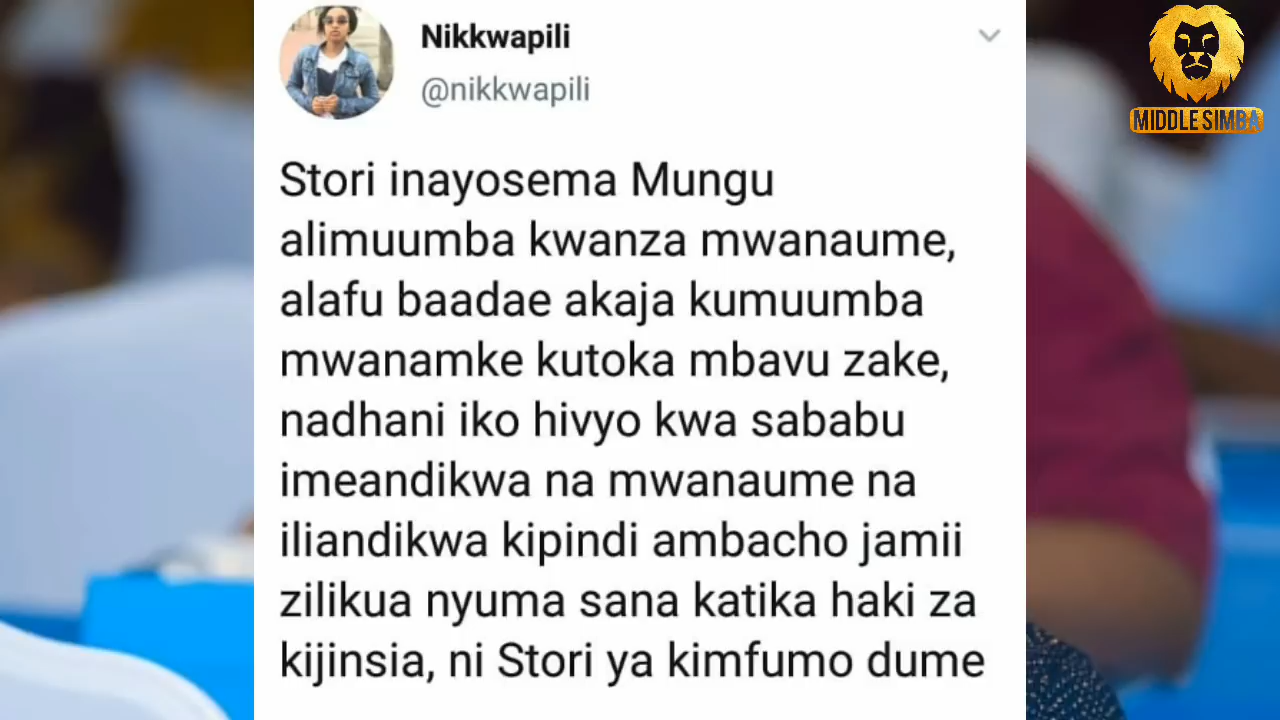 Nikkwapili
@nikkwapili
MIDDLE SIMBA
Stori inayosema Mungu
alimuumba kwanza mwanaume,
alafu baadae akaja kumuumba
mwanamke kutoka mbavu zake,
nadhani iko hivyo kwa sababu
imeandikwa na mwanaume na
iliandikwa kipindi ambacho jamii
zilikua nyuma sana katika haki za
kijinsia, ni Stori ya kimfumo dume